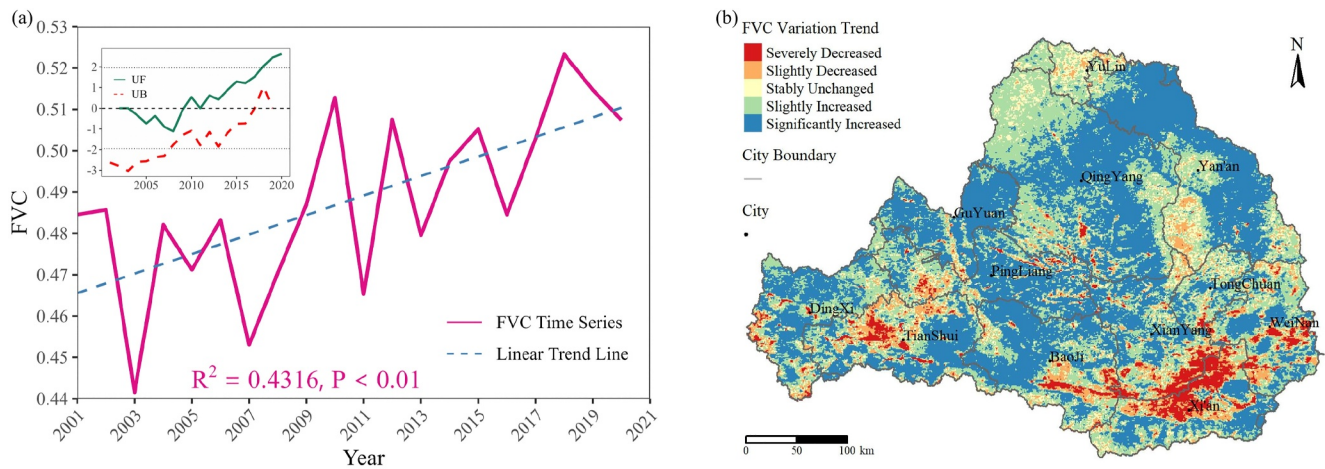 (a)
0.53
0.52
0.51
0.50
0.49
0.48
0.47
0.46
0.45
0.44
FVC
UF
UB
2
1
0
-1
-2
-3
2005
2010
2015
2020
FVC Time Series
Linear Trend Line
R² = 0.4316, P < 0.01
2001
2003
2005
2007
2009
2011
2013
2015
2016
2018
2019
2021
Year
(b)
FVC Variation Trend
Severely Decreased
Slightly Decreased
Stably Unchanged
Slightly Increased
Significantly Increased
City Boundary
City
N
YuLin
Yan'an
QingYang
GuYuan
PingLiang
TongChuan
DingXi
TianShui
XianYang
WeiNan
BaoJi
Xi'an
0
50
100 km